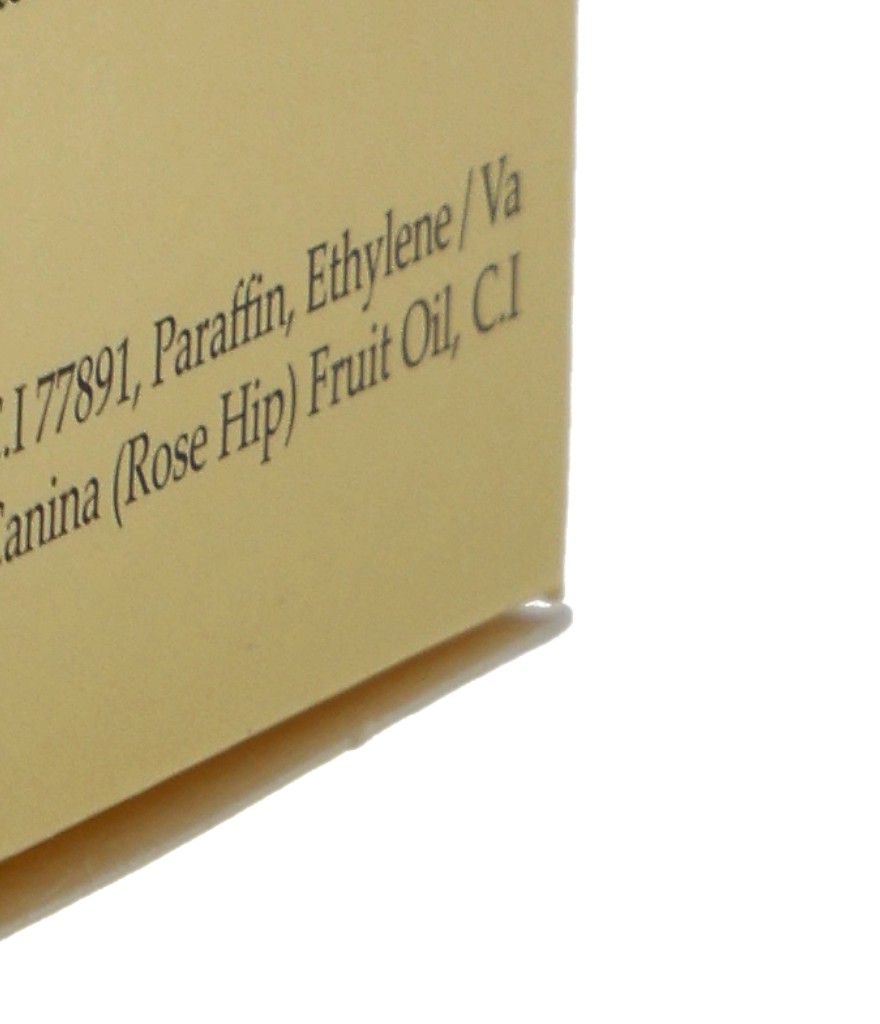 .I 77891, Paraffin, Ethylene / Va
Canina (Rose Hip) Fruit Oil, C.I